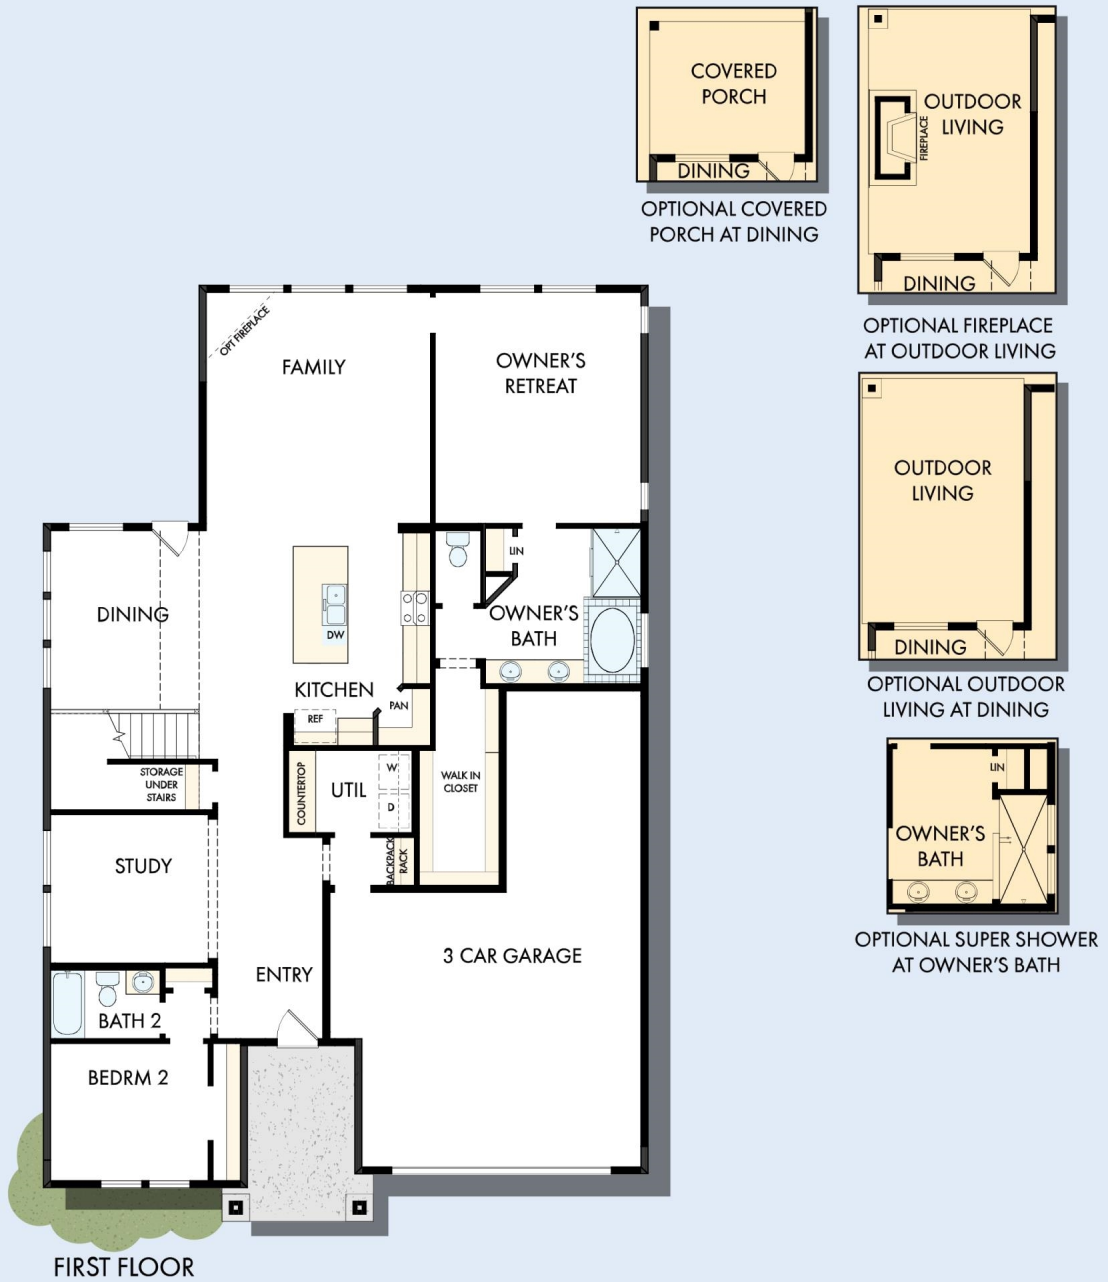 COVERED
PORCH
DINING
OPTIONAL COVERED
PORCH AT DINING
OUTDOOR
LIVING
FIREPLACE
DINING
OPTIONAL FIREPLACE
AT OUTDOOR LIVING
OPT FIREPLACE
FAMILY
OWNER'S
RETREAT
OUTDOOR
LIVING
DINING
OPTIONAL OUTDOOR
LIVING AT DINING
LIN
DINING
OWNER'S
BATH
DW
KITCHEN
PAN
REF
STORAGE
UNDER
STAIRS
COUNTERTOP
UTIL
W
D
WALK IN
CLOSET
BACKPACK
RACK
LIN
OWNER'S
BATH
OPTIONAL SUPER SHOWER
AT OWNER'S BATH
STUDY
ENTRY
3 CAR GARAGE
BATH 2
BEDRM 2
FIRST FLOOR